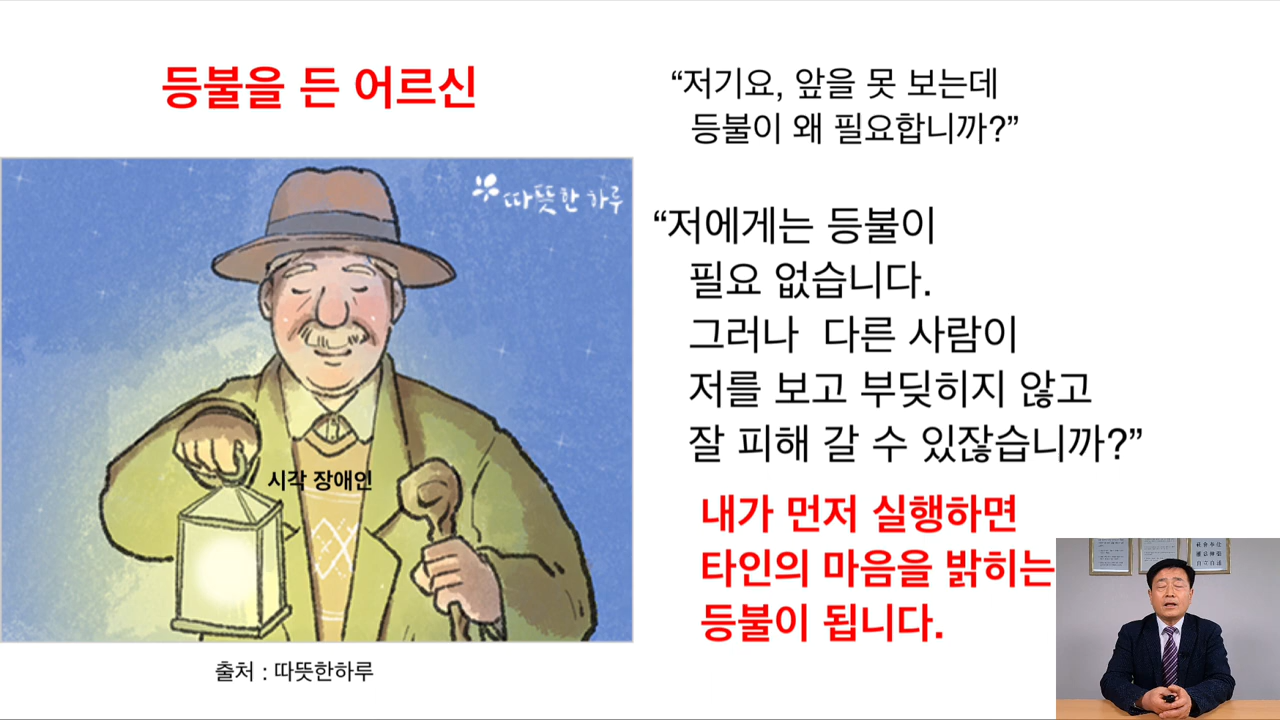 등불을 든 어르신
따뜻한 하루
시각 장애인
출처 : 따뜻한하루
“저기요, 앞을 못 보는데
등불이 왜 필요합니까?”
“저에게는 등불이
필요 없습니다.
그러나 다른 사람이
저를 보고 부딪히지 않고
잘 피해 갈 수 있잖습니까?”
내가 먼저 실행하면
타인의 마음을 밝히는
등불이 됩니다.